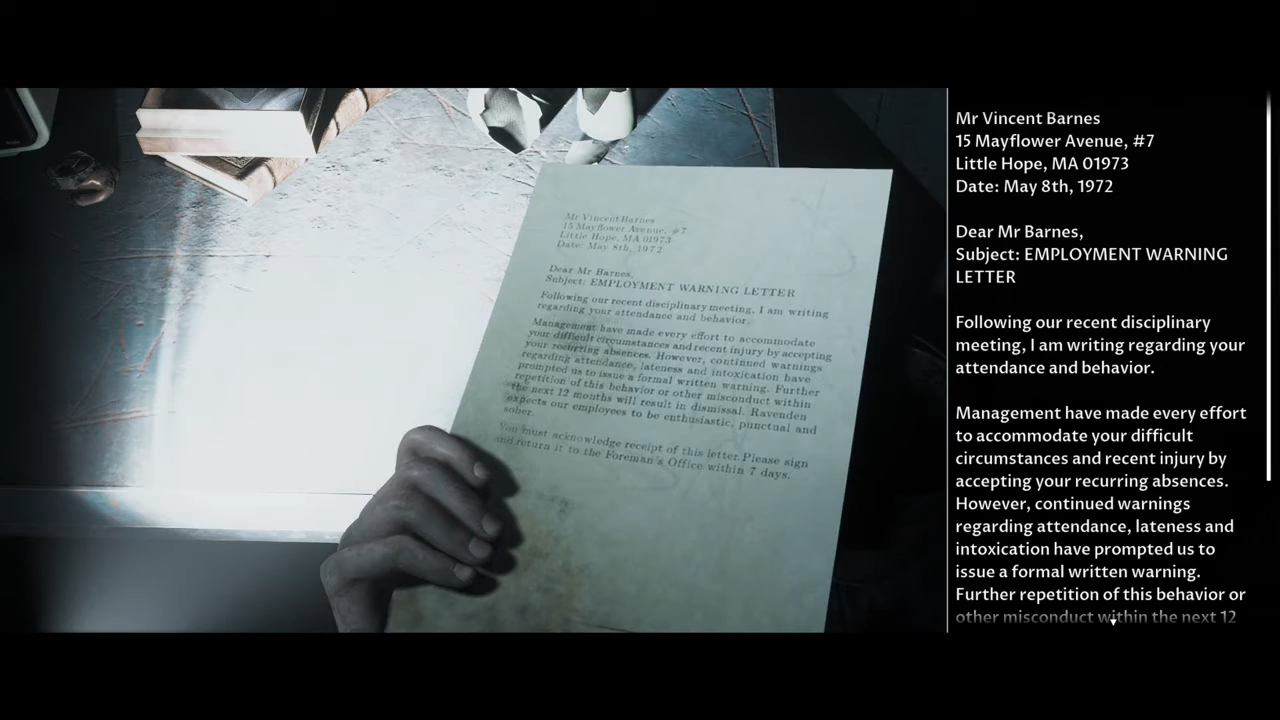 Mr Vincent Barnes
15 Mayflower Avenue, #7
Little Hope, MA 01973
Date: May 8th, 1972
Dear Mr Barnes,
Subject: EMPLOYMENT WARNING LETTER
Following our recent disciplinary meeting, I am writing
regarding your attendance and behavior.
Management have made every effort to accommodate
your difficult circumstances and recent injury by accepting
your recurring absences. However, continued warnings
regarding attendance, lateness and intoxication have
prompted us to issue a formal written warning. Further
repetition of this behavior or other misconduct within
the next 12 months will result in dismissal. Ravenden
expects our employees to be enthusiastic, punctual and
sober.
You must acknowledge receipt of this letter. Please sign
and return it to the Foreman's Office within 7 days.
Mr Vincent Barnes
15 Mayflower Avenue, #7
Little Hope, MA 01973
Date: May 8th, 1972
Dear Mr Barnes,
Subject: EMPLOYMENT WARNING
LETTER
Following our recent disciplinary
meeting, I am writing regarding your
attendance and behavior.
Management have made every effort
to accommodate your difficult
circumstances and recent injury by
accepting your recurring absences.
However, continued warnings
regarding attendance, lateness and
intoxication have prompted us to
issue a formal written warning.
Further repetition of this behavior or
other misconduct within the next 12